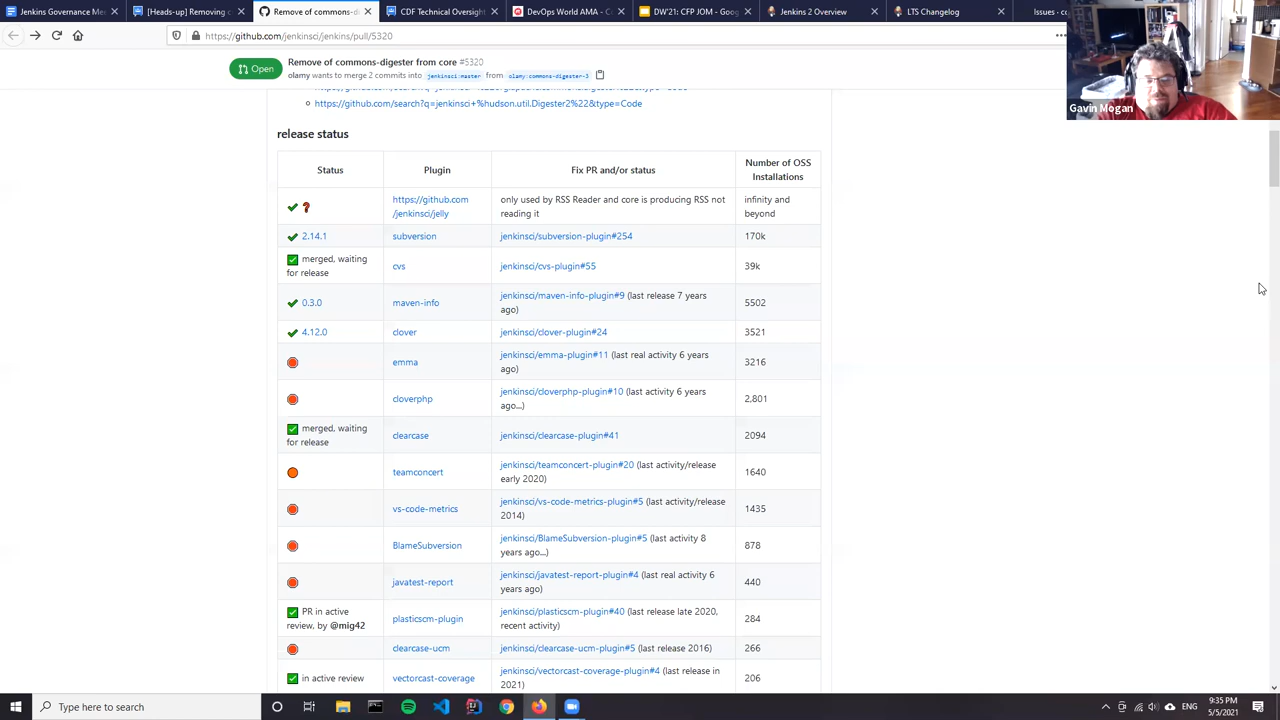 Jenkins Governance Me
[Heads-up] Removing c
Remove of commons-de
CDF Technical Oversight
DevOps World AMA - C
DW'21: CFP JOM - Goog
Jenkins 2 Overview
LTS Changelog
Issues · co
https://github.com/jenkinsci/jenkins/pull/5320
Open
Remove of commons-digester from core #5320
olamy wants to merge 2 commits into jenkinsci:master from olamy:commons-digester-3
Gavin Mogan
https://github.com/search?q=jenkinsci+%hudson.util.Digester2%22&type=Code
release status
Status Plugin Fix PR and/or status Number of OSS
Installations
https://github.com
/jenkinsci/jelly
only used by RSS Reader and core is producing RSS not
reading it
infinity and
beyond
2.14.1 subversion jenkinsci/subversion-plugin#254 170k
merged, waiting
for release
cvs jenkinsci/cvs-plugin#55 39k
0.3.0 maven-info jenkinsci/maven-info-plugin#9 (last release 7 years
ago)
5502
4.12.0 clover jenkinsci/clover-plugin#24 3521
emma jenkinsci/emma-plugin#11 (last real activity 6 years
ago)
3216
cloverphp jenkinsci/cloverphp-plugin#10 (last activity 6 years
ago...)
2,801
merged, waiting
for release
clearcase jenkinsci/clearcase-plugin#41 2094
teamconcert jenkinsci/teamconcert-plugin#20 (last activity/release
early 2020)
1640
vs-code-metrics jenkinsci/vs-code-metrics-plugin#5 (last activity/release
2014)
1435
BlameSubversion jenkinsci/BlameSubversion-plugin#5 (last activity 8
years ago...)
878
javatest-report jenkinsci/javatest-report-plugin#4 (last real activity 6
years ago)
440
PR in active
review, by @mig42
plasticscm-plugin jenkinsci/plasticscm-plugin#40 (last release late 2020,
recent activity)
284
clearcase-ucm jenkinsci/clearcase-ucm-plugin#5 (last release 2016) 266
in active review vectorcast-coverage jenkinsci/vectorcast-coverage-plugin#4 (last release in
2021)
206
Type here to search
ENG
9:35 PM
5/5/2021